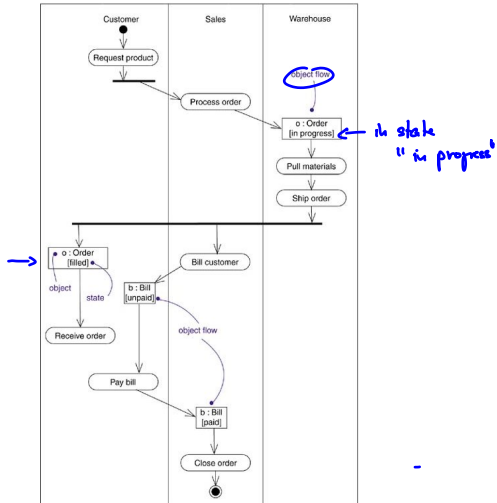 Customer
Sales
Warehouse
Request product
object flow
Process order
o : Order
[in progress]
in state
"in progress"
Pull materials
Ship order
o : Order
[filled]
object
state
Bill customer
b : Bill
[unpaid]
object flow
Receive order
Pay bill
b : Bill
[paid]
Close order